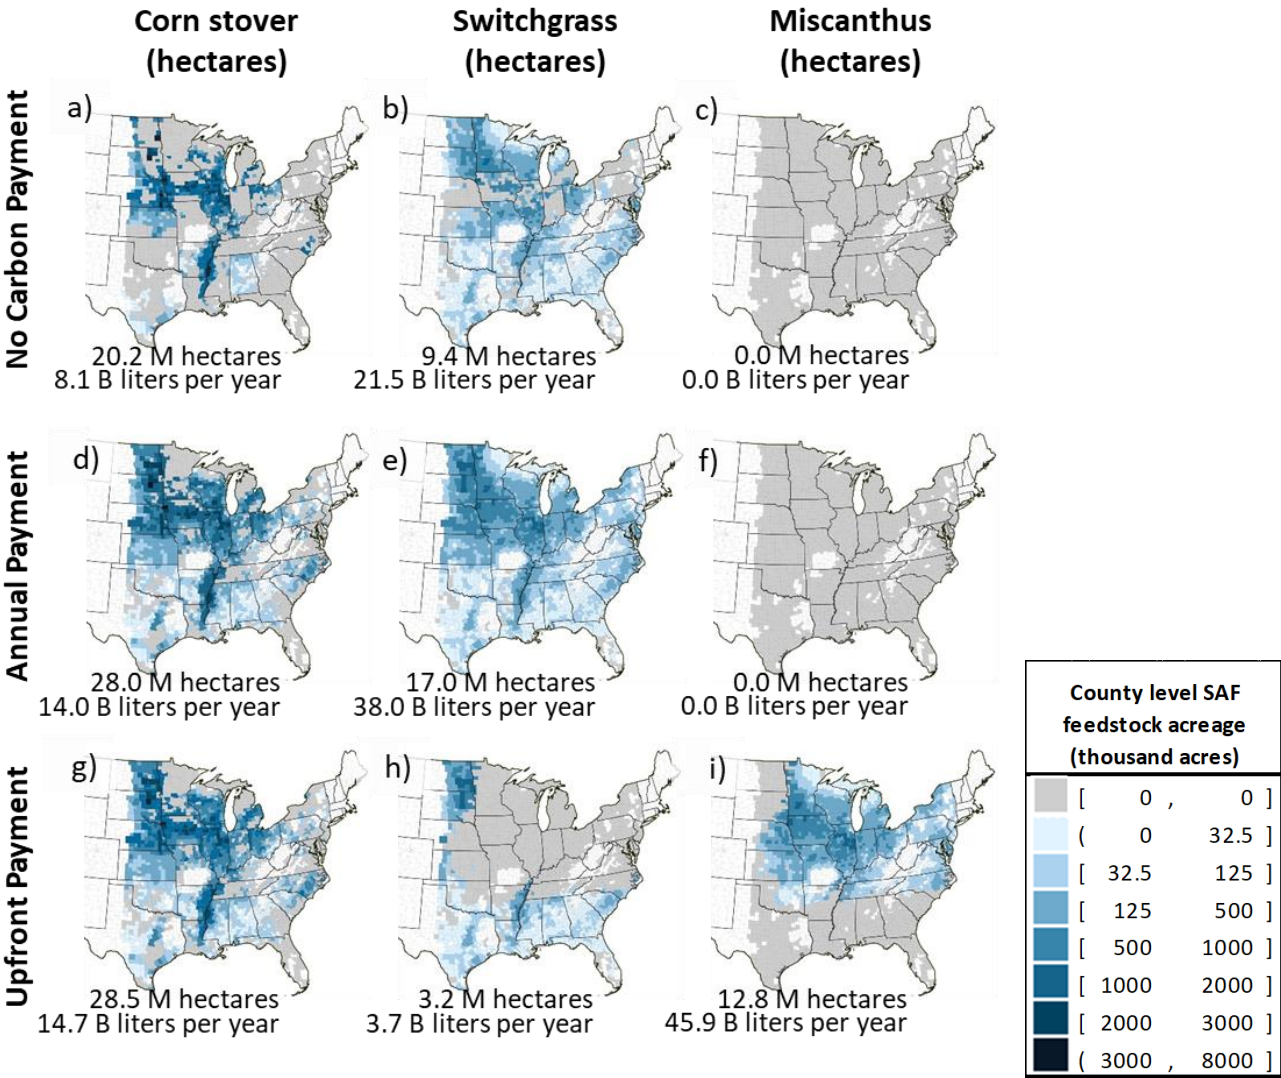 Corn stover
(hectares)
Switchgrass
(hectares)
Miscanthus
(hectares)
No Carbon Payment
a)
b)
c)
20.2 M hectares
8.1 B liters per year
9.4 M hectares
21.5 B liters per year
0.0 M hectares
0.0 B liters per year
Annual Payment
d)
e)
f)
28.0 M hectares
14.0 B liters per year
17.0 M hectares
38.0 B liters per year
0.0 M hectares
0.0 B liters per year
Upfront Payment
g)
h)
i)
28.5 M hectares
14.7 B liters per year
3.2 M hectares
3.7 B liters per year
12.8 M hectares
45.9 B liters per year
County level SAF
feedstock acreage
(thousand acres)
[ 0 , 0 ]
( 0 32.5 ]
[ 32.5 125 ]
[ 125 500 ]
[ 500 1000 ]
[ 1000 2000 ]
[ 2000 3000 ]
( 3000 , 8000 ]